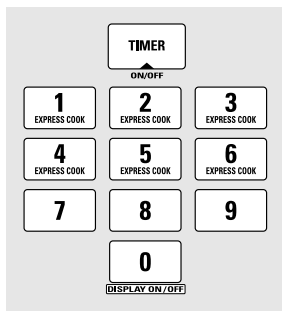 TIMER
ON/OFF
1 2 3
EXPRESS COOK EXPRESS COOK EXPRESS COOK
4 5 6
EXPRESS COOK EXPRESS COOK EXPRESS COOK
7 8 9
0
DISPLAY ON/OFF